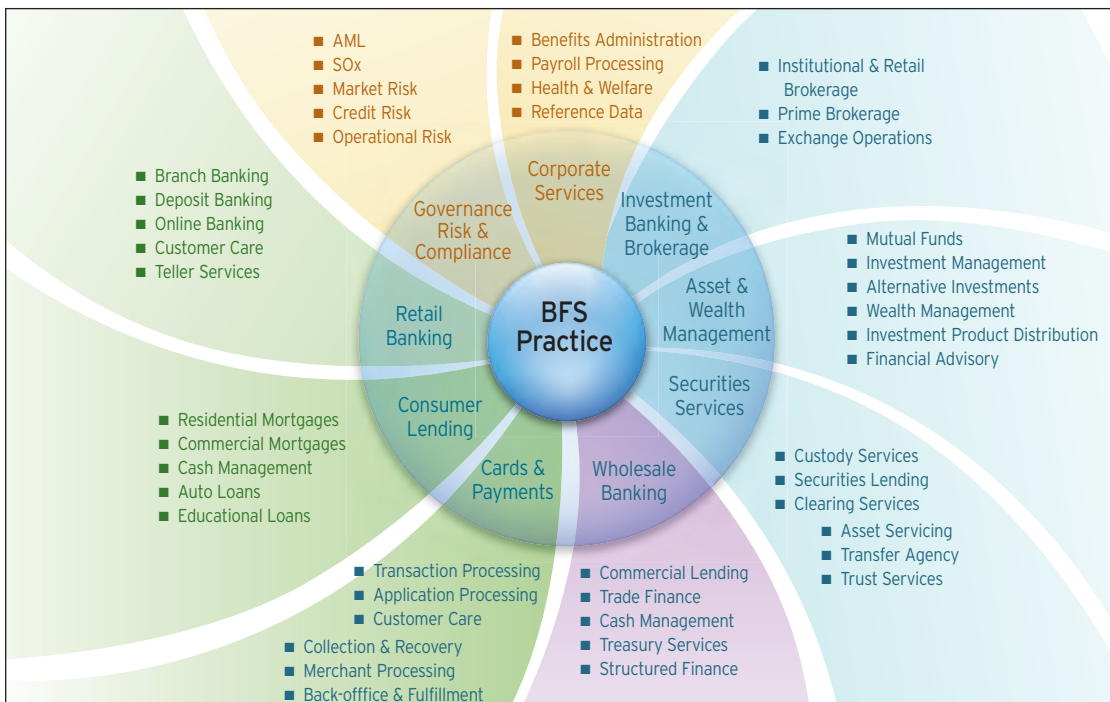 ■ AML
■ SOx
■ Market Risk
■ Credit Risk
■ Operational Risk
■ Benefits Administration
■ Payroll Processing
■ Health & Welfare
■ Reference Data
■ Institutional & Retail
Brokerage
■ Prime Brokerage
■ Exchange Operations
■ Branch Banking
■ Deposit Banking
■ Online Banking
■ Customer Care
■ Teller Services
Governance
Risk &
Compliance
Corporate
Services
Investment
Banking &
Brokerage
■ Mutual Funds
■ Investment Management
■ Alternative Investments
■ Wealth Management
■ Investment Product Distribution
■ Financial Advisory
Retail
Banking
BFS
Practice
Asset &
Wealth
Management
Consumer
Lending
Securities
Services
■ Residential Mortgages
■ Commercial Mortgages
■ Cash Management
■ Auto Loans
■ Educational Loans
Cards &
Payments
Wholesale
Banking
■ Custody Services
■ Securities Lending
■ Clearing Services
■ Asset Servicing
■ Transfer Agency
■ Trust Services
■ Transaction Processing
■ Application Processing
■ Customer Care
■ Collection & Recovery
■ Merchant Processing
■ Back-offfice & Fulfillment
■ Commercial Lending
■ Trade Finance
■ Cash Management
■ Treasury Services
■ Structured Finance